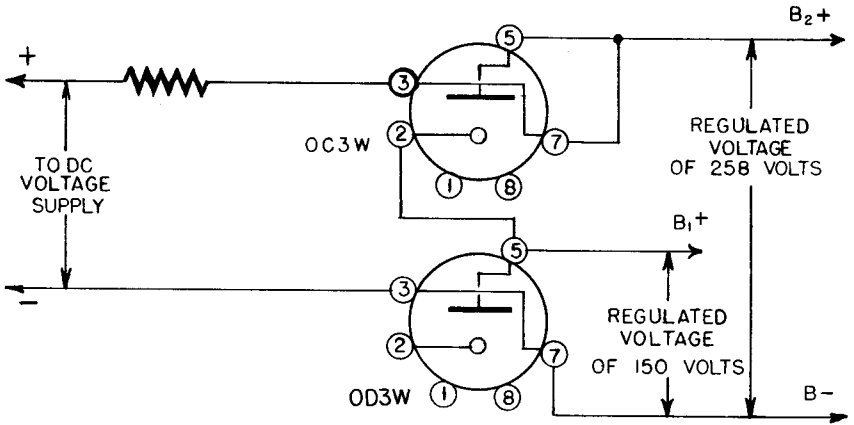 +
TO DC
VOLTAGE
SUPPLY
−
3
5
2
7
1
8
OC3W
B2+
REGULATED
VOLTAGE
OF 258 VOLTS
5
3
2
7
1
8
OD3W
B1+
REGULATED
VOLTAGE
OF 150 VOLTS
B−